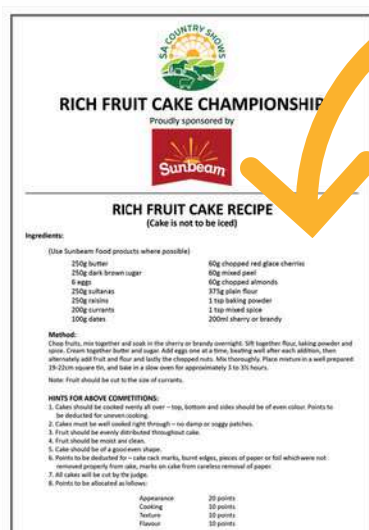 SA COUNTRY SHOWS
RICH FRUIT CAKE CHAMPIONSHIP
Proudly sponsored by
Sunbeam
RICH FRUIT CAKE RECIPE
(Cake is not to be iced)
Ingredients:
(Use Sunbeam Food products where possible)
250g butter
250g dark brown sugar
6 eggs
250g sultanas
250g raisins
200g currants
100g dates
60g chopped red glace cherries
60g mixed peel
60g chopped almonds
375g plain flour
1 tsp baking powder
1 tsp mixed spice
200ml sherry or brandy
Method:
Chop fruits, mix together and soak in the sherry or brandy overnight. Sift together flour, baking powder and
spice. Cream together butter and sugar. Add eggs one at a time, beating well after each addition, then
alternately add fruit and flour and lastly the chopped nuts. Mix thoroughly. Place mixture in a well prepared
19-22cm square tin, and bake in a slow oven for approximately 3 to 3½ hours.
Note: Fruit should be cut to the size of currants.
HINTS FOR ABOVE COMPETITIONS:
1. Cakes should be cooked evenly all over – top, bottom and sides should be of even colour. Points to
be deducted for uneven cooking.
2. Cakes must be well cooked right through – no damp or soggy patches.
3. Fruit should be evenly distributed throughout cake.
4. Fruit should be moist and clean.
5. Cake should be of a good even shape.
6. Points to be deducted for – cake rack marks, burnt edges, pieces of paper or foil which were not
removed properly from cake, marks on cake from careless removal of paper.
7. All cakes will be cut by the judge.
8. Points to be allocated as follows:
Appearance 20 points
Cooking 10 points
Texture 10 points
Flavour 10 points